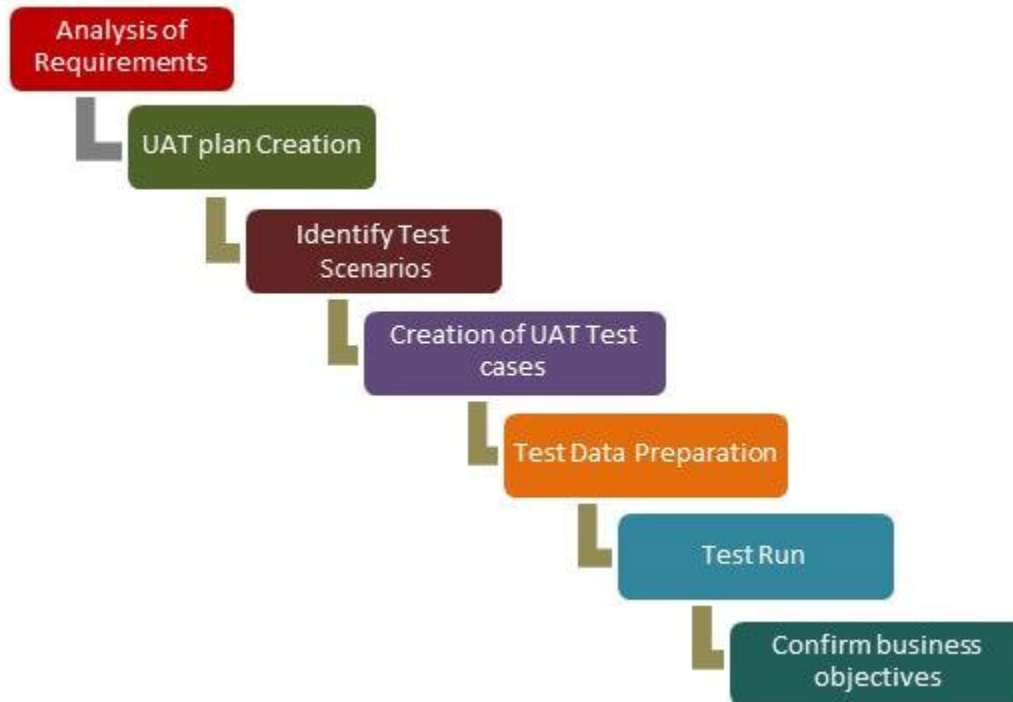 Analysis of
Requirements
UAT plan Creation
Identify Test
Scenarios
Creation of UAT Test
cases
Test Data Preparation
Test Run
Confirm business
objectives